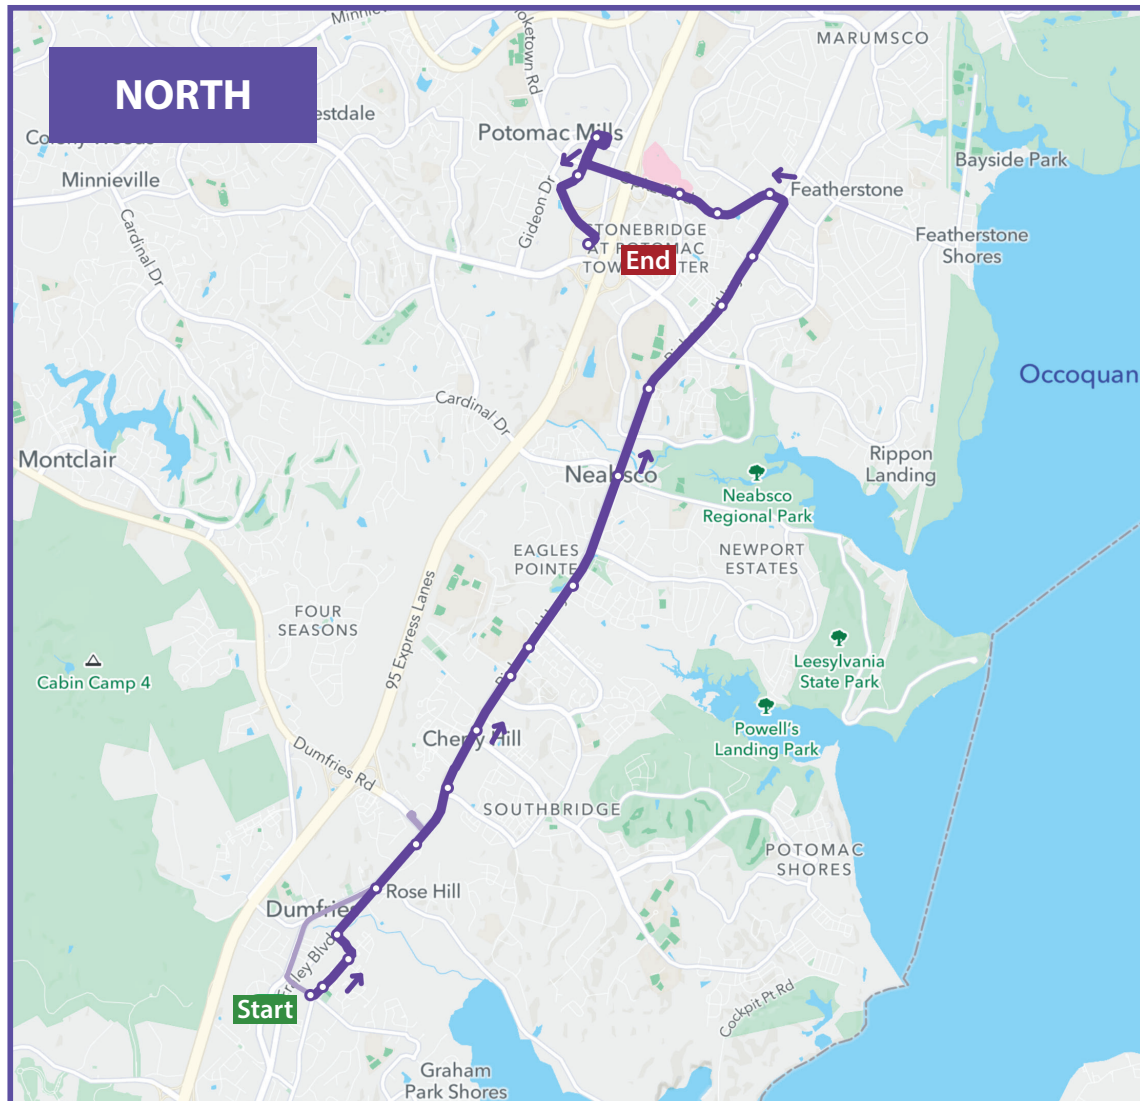 NORTH
MARUMSCO
Potomac Mills
Minnieville
Bayside Park
Featherstone
Cardinal Dr
Gideon Dr
Featherstone
Shores
End
Occoquan
Cardinal Dr
Montclair
Neabsco
Rippon
Landing
Neabsco
Regional Park
EAGLES
NEWPORT
ESTATES
95 Express Lanes
FOUR
SEASONS
Leesylvania
State Park
Cabin Camp 4
Powell's
Landing Park
Cherry Hill
Dumfries Rd
SOUTHBRIDGE
POTOMAC
SHORES
Rose Hill
Dumfries
Start
Cockpit Pt Rd
Graham
Park Shores